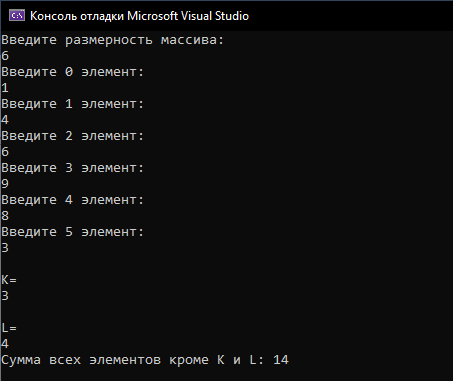 Консоль отладки Microsoft Visual Studio
Введите размерность массива:
6
Введите 0 элемент:
1
Введите 1 элемент:
4
Введите 2 элемент:
6
Введите 3 элемент:
9
Введите 4 элемент:
8
Введите 5 элемент:
3
K=
3
L=
4
Сумма всех элементов кроме K и L: 14